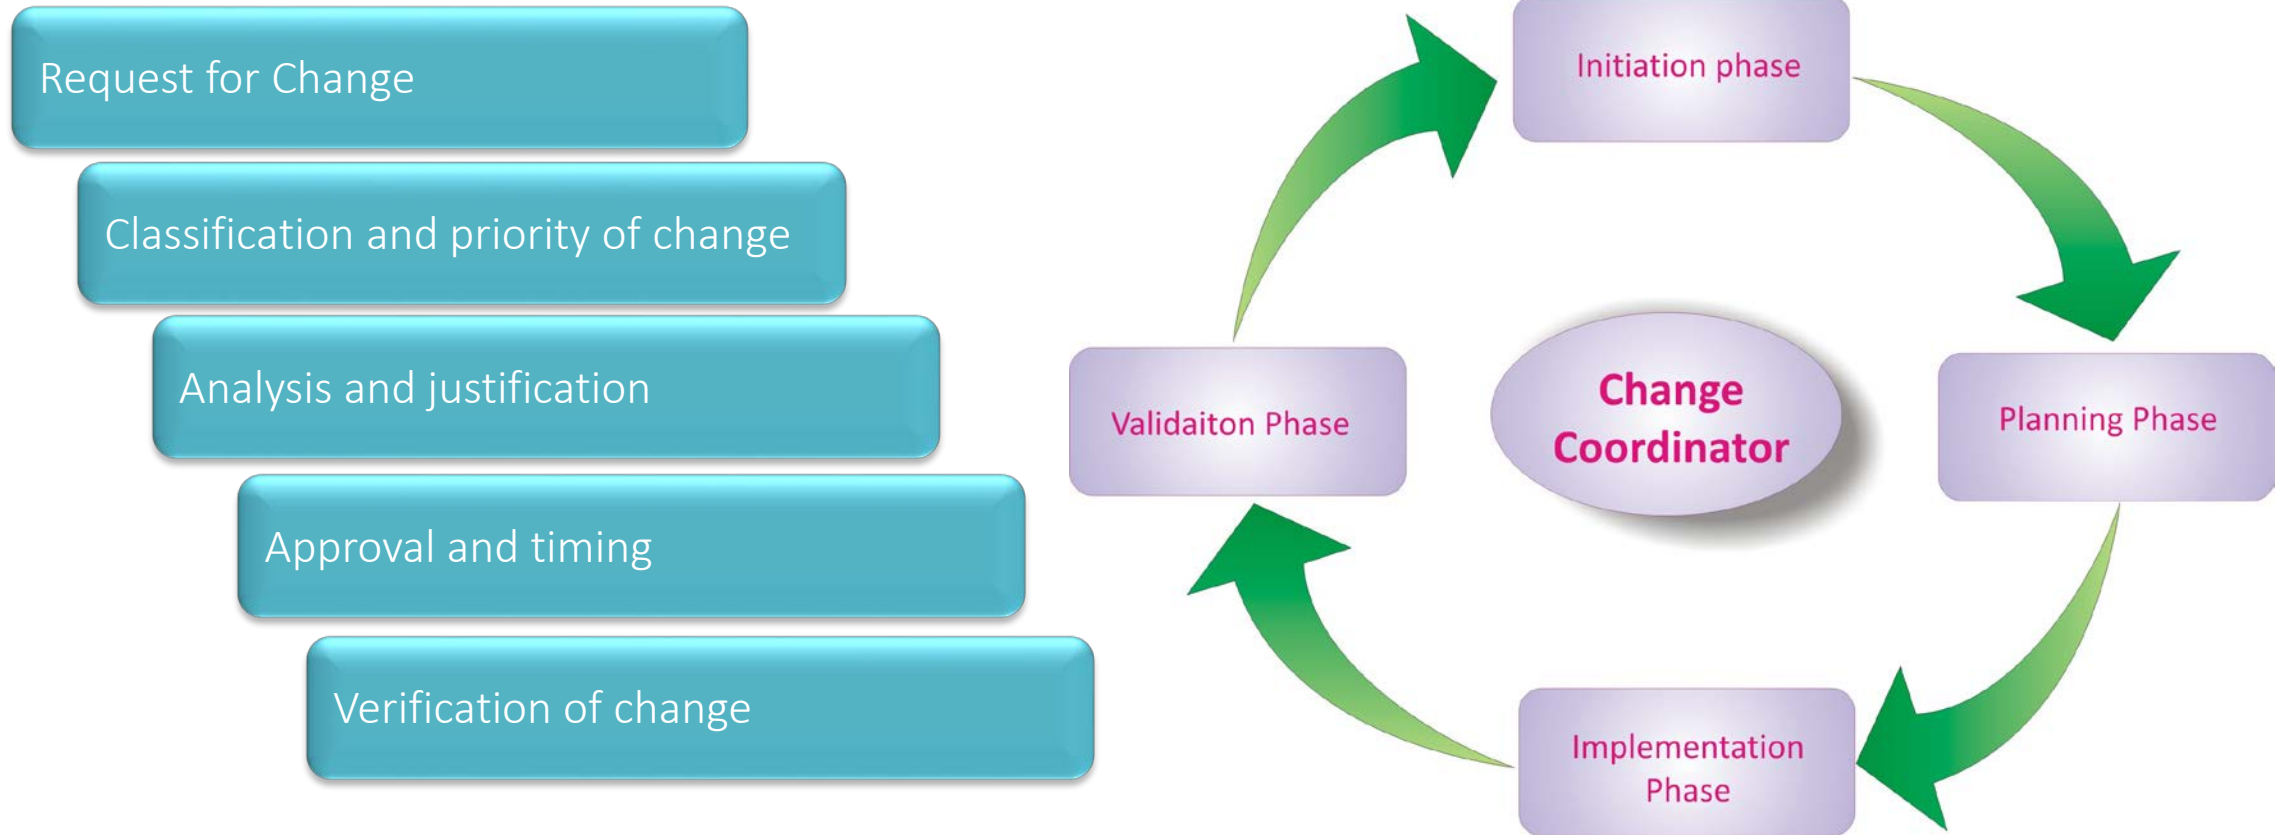 Request for Change
Classification and priority of change
Analysis and justification
Approval and timing
Verification of change
Initiation phase
Planning Phase
Implementation
Phase
Validaiton Phase
Change
Coordinator